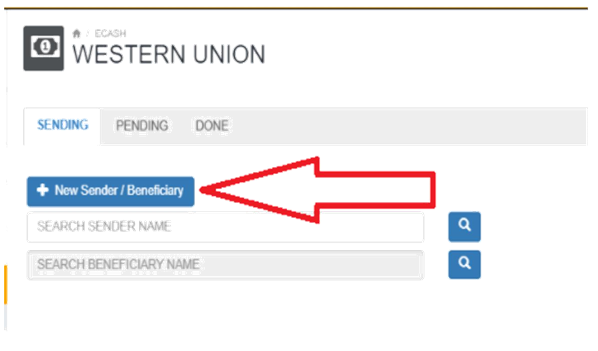 / ECASH
WESTERN UNION
SENDING PENDING DONE
New Sender / Beneficiary
SEARCH SENDER NAME
SEARCH BENEFICIARY NAME